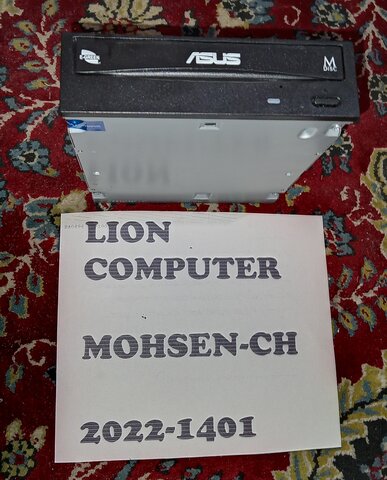 ASUS
M
DISC
LION
COMPUTER
MOHSEN-CH
2022-1401